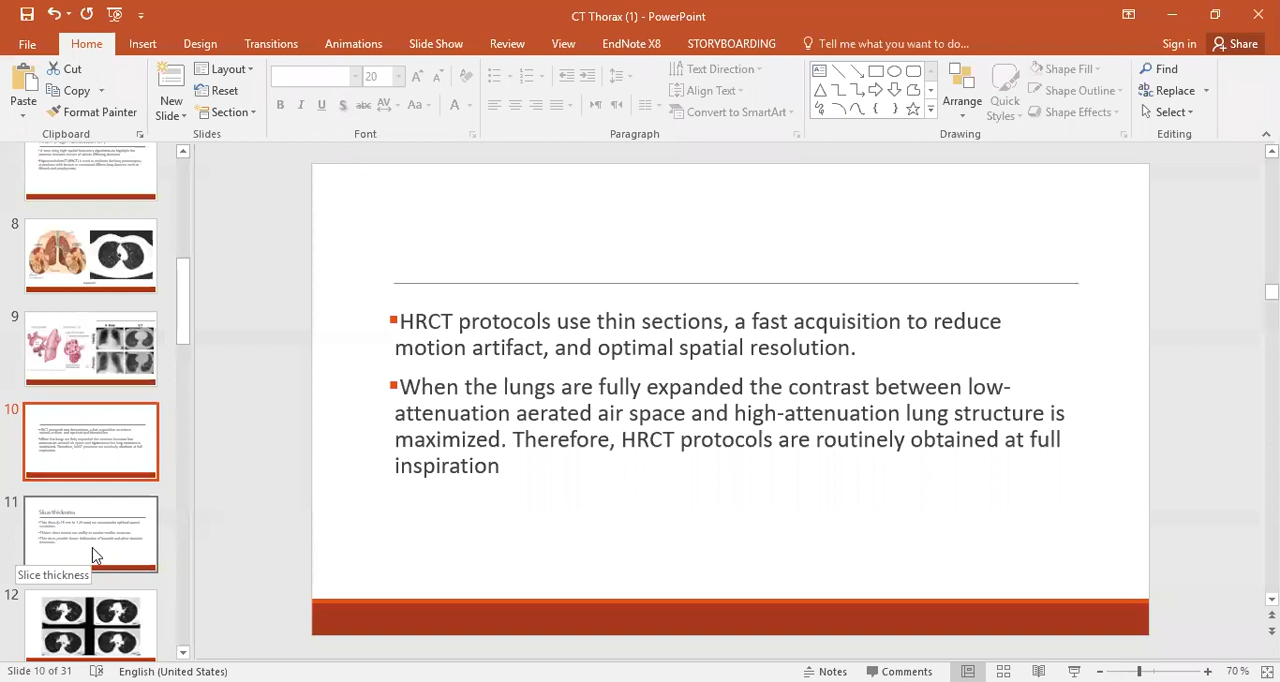 CT Thorax (1) - PowerPoint
File Home Insert Design Transitions Animations Slide Show Review View EndNote X8 STORYBOARDING Tell me what you want to do... Sign in Share
Paste
Cut
Copy
Format Painter
Clipboard
New
Slide
Layout
Reset
Section
Slides
20
B I U S abc AV Aa A
Font
Text Direction
Align Text
Convert to SmartArt
Paragraph
Arrange
Quick
Styles
Shape Fill
Shape Outline
Shape Effects
Drawing
Find
Replace
Select
Editing
8
9
10
11
Slice thickness
Slice thickness
12
HRCT protocols use thin sections, a fast acquisition to reduce
motion artifact, and optimal spatial resolution.
When the lungs are fully expanded the contrast between low-
attenuation aerated air space and high-attenuation lung structure is
maximized. Therefore, HRCT protocols are routinely obtained at full
inspiration
Slide 10 of 31 English (United States) Notes Comments 70 %